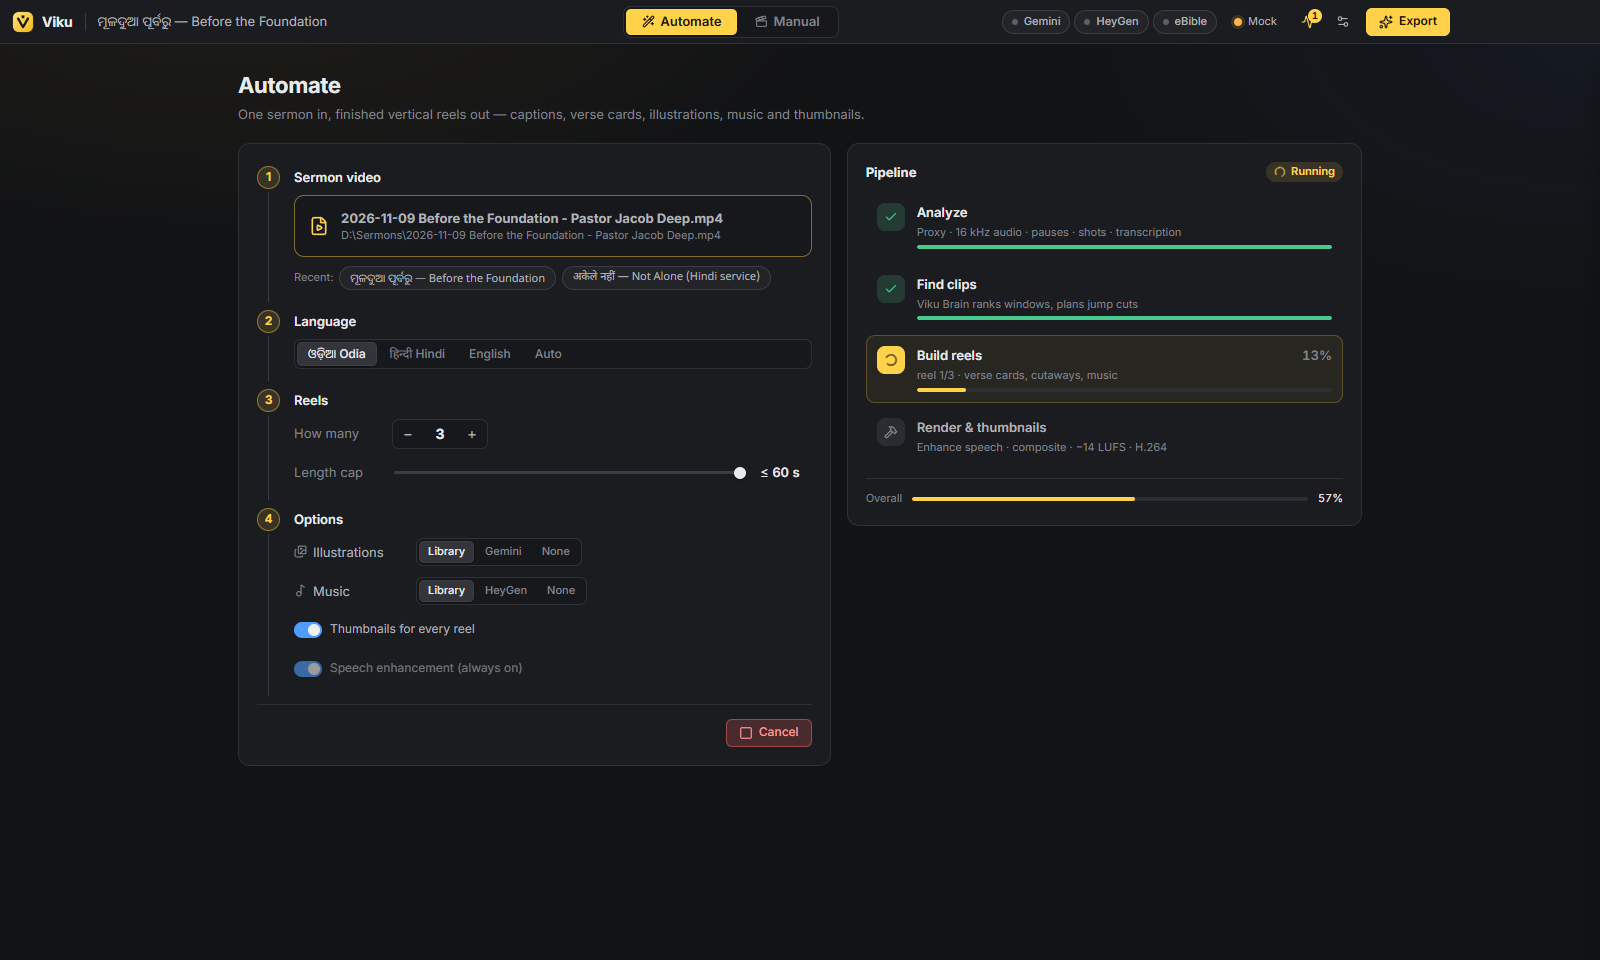 Viku
ମୂଳଦୁଆ ପୂର୍ବରୁ — Before the Foundation
Automate
Manual
Gemini
HeyGen
eBible
Mock
1
Export
Automate
One sermon in, finished vertical reels out — captions, verse cards, illustrations, music and thumbnails.
1
Sermon video
2026-11-09 Before the Foundation - Pastor Jacob Deep.mp4
D:\Sermons\2026-11-09 Before the Foundation - Pastor Jacob Deep.mp4
Recent:
ମୂଳଦୁଆ ପୂର୍ବରୁ — Before the Foundation
अकेले नहीं — Not Alone (Hindi service)
2
Language
ଓଡ଼ିଆ Odia
हिन्दी Hindi
English
Auto
3
Reels
How many
− 3 +
Length cap
≤ 60 s
4
Options
Illustrations
Library
Gemini
None
Music
Library
HeyGen
None
Thumbnails for every reel
Speech enhancement (always on)
Cancel
Pipeline
Running
Analyze
Proxy · 16 kHz audio · pauses · shots · transcription
Find clips
Viku Brain ranks windows, plans jump cuts
Build reels
13%
reel 1/3 · verse cards, cutaways, music
Render & thumbnails
Enhance speech · composite · −14 LUFS · H.264
Overall
57%